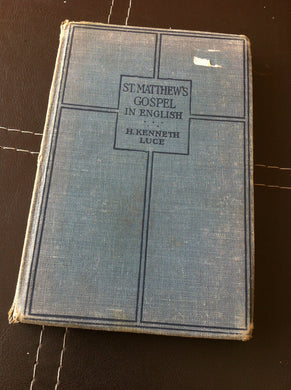 ST. MATTHEW'S
GOSPEL
IN ENGLISH
. . .
H. KENNETH
LUCE